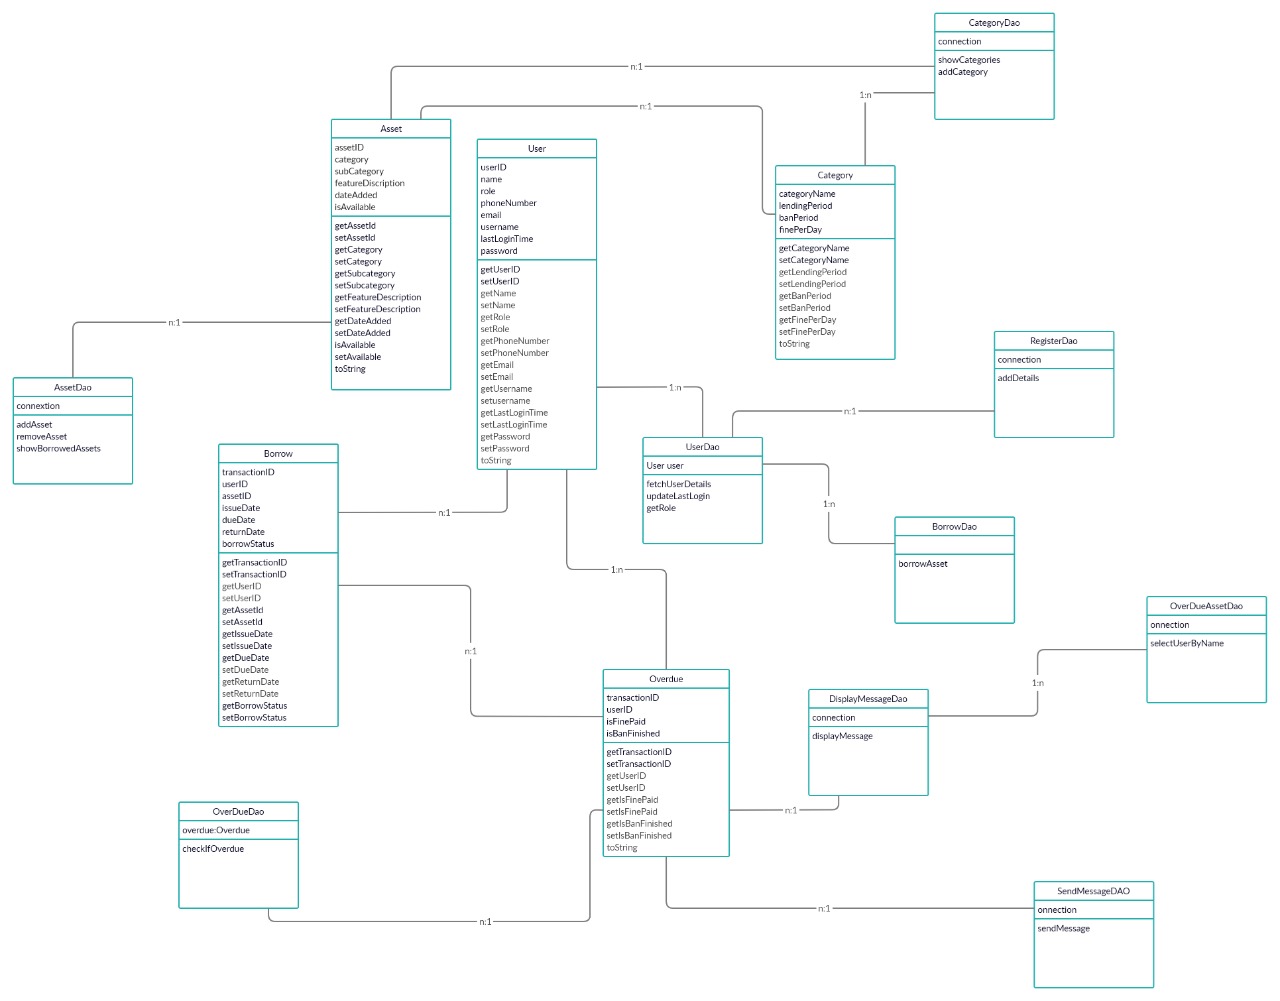 CategoryDao
connection
showCategories
addCategory
n:1
1:n
n:1
Asset
assetID
category
subCategory
featureDiscription
dateAdded
isAvailable
getAssetId
setAssetId
getCategory
setCategory
getSubcategory
setSubcategory
getFeatureDescription
setFeatureDescription
getDateAdded
setDateAdded
isAvailable
setAvailable
toString
User
userID
name
role
phoneNumber
email
username
lastLoginTime
password
getUserID
setUserID
getName
setName
getRole
setRole
getPhoneNumber
setPhoneNumber
getEmail
setEmail
getUsername
setusername
getLastLoginTime
setLastLoginTime
getPassword
setPassword
toString
Category
categoryName
lendingPeriod
banPeriod
finePerDay
getCategoryName
setCategoryName
getLendingPeriod
setLendingPeriod
getBanPeriod
setBanPeriod
getFinePerDay
setFinePerDay
toString
n:1
AssetDao
connextion
addAsset
removeAsset
showBorrowedAssets
RegisterDao
connection
addDetails
1:n
n:1
UserDao
User user
fetchUserDetails
updateLastLogin
getRole
Borrow
transactionID
userID
assetID
issueDate
dueDate
returnDate
borrowStatus
getTransactionID
setTransactionID
getUserID
setUserID
getAssetId
setAssetId
getIssueDate
setIssueDate
getDueDate
setDueDate
getReturnDate
setReturnDate
getBorrowStatus
setBorrowStatus
n:1
1:n
BorrowDao
borrowAsset
1:n
n:1
OverDueAssetDao
onnection
selectUserByName
1:n
Overdue
transactionID
userID
isFinePaid
isBanFinished
getTransactionID
setTransactionID
getUserID
setUserID
getIsFinePaid
setIsFinePaid
getIsBanFinished
setIsBanFinished
toString
DisplayMessageDao
connection
displayMessage
n:1
OverDueDao
overdue:Overdue
checkIfOverdue
n:1
n:1
SendMessageDAO
onnection
sendMessage